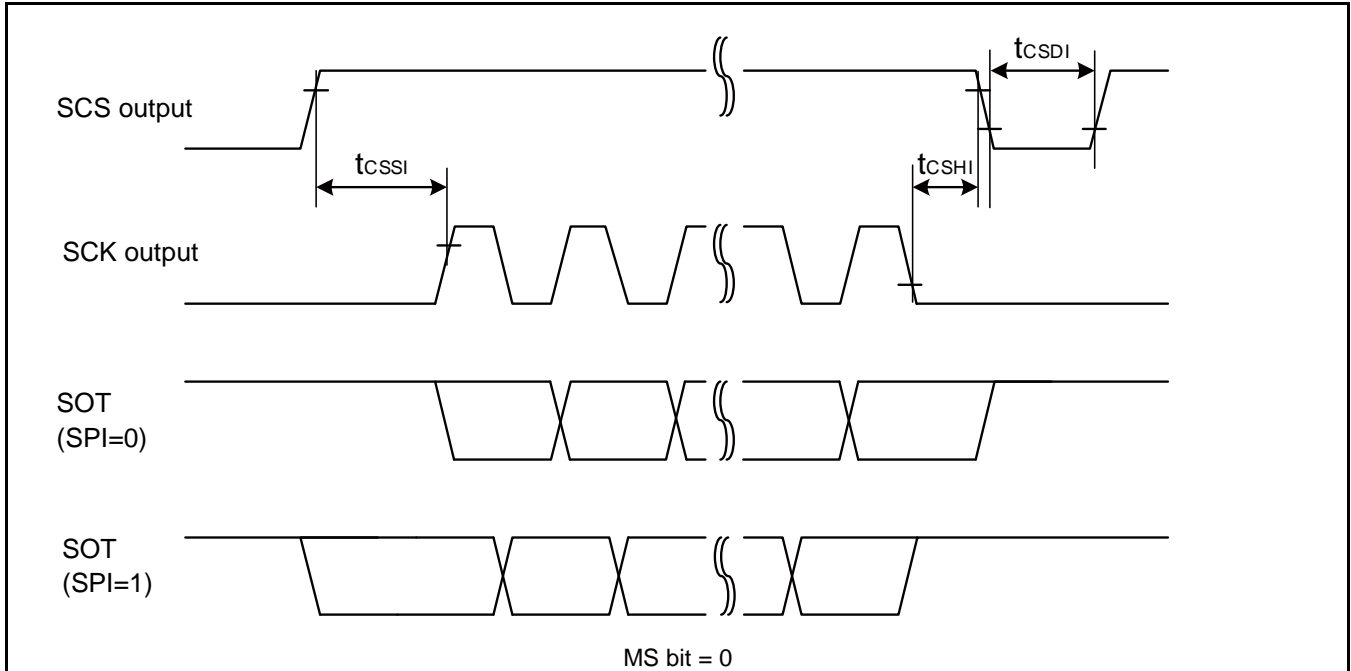 tCSDI
SCS output
tCSSI
tCSHI
SCK output
SOT
(SPI=0)
SOT
(SPI=1)
MS bit = 0